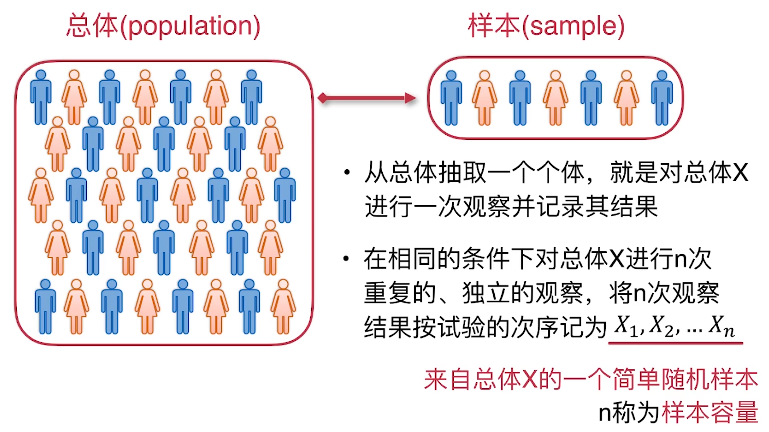 总体(population)
样本(sample)
• 从总体抽取一个个体，就是对总体X
进行一次观察并记录其结果
• 在相同的条件下对总体X进行n次
重复的、独立的观察，将n次观察
结果按试验的次序记为 X₁, X₂, … Xₙ
来自总体X的一个简单随机样本
n称为样本容量